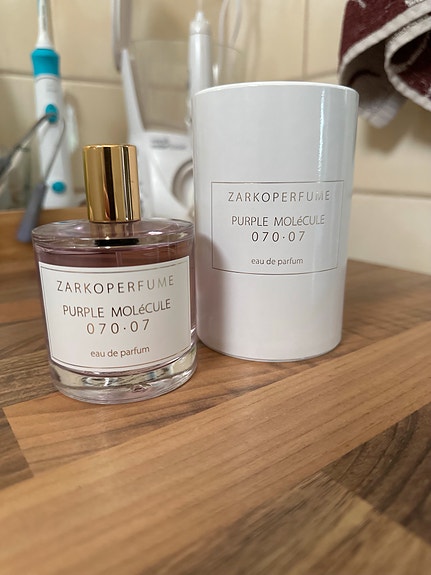 ZARKOPERFUME
PURPLE MOLéCULE
070·07
eau de parfum
ZARKOPERFUME
PURPLE MOLéCULE
070·07
eau de parfum